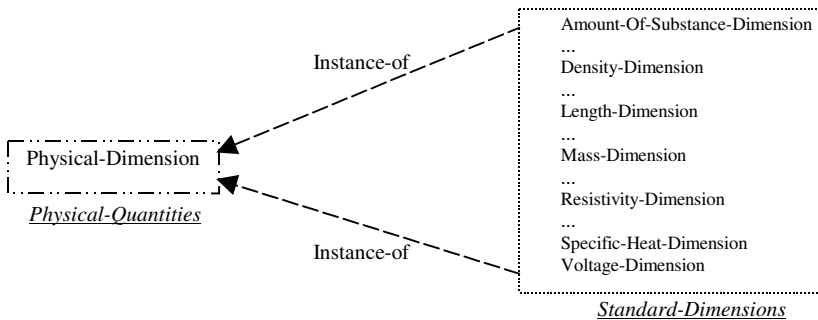 Amount-Of-Substance-Dimension
...
Instance-of
Density-Dimension
...
Length-Dimension
...
Physical-Dimension
Mass-Dimension
...
Resistivity-Dimension
Physical-Quantities
...
Instance-of
Specific-Heat-Dimension
Voltage-Dimension
Standard-Dimensions